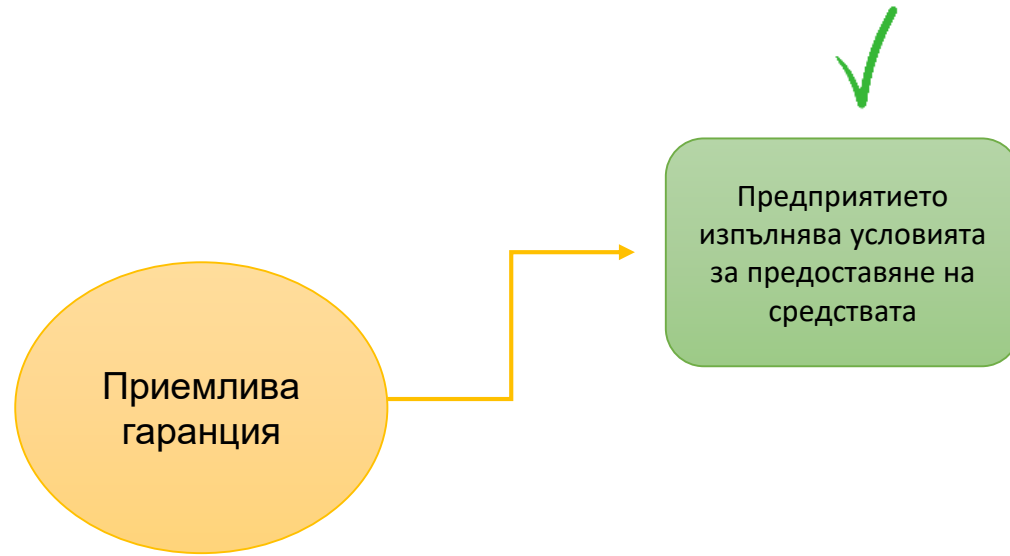 Предприятието
изпълнява условията
за предоставяне на
средствата
Приемлива
гаранция